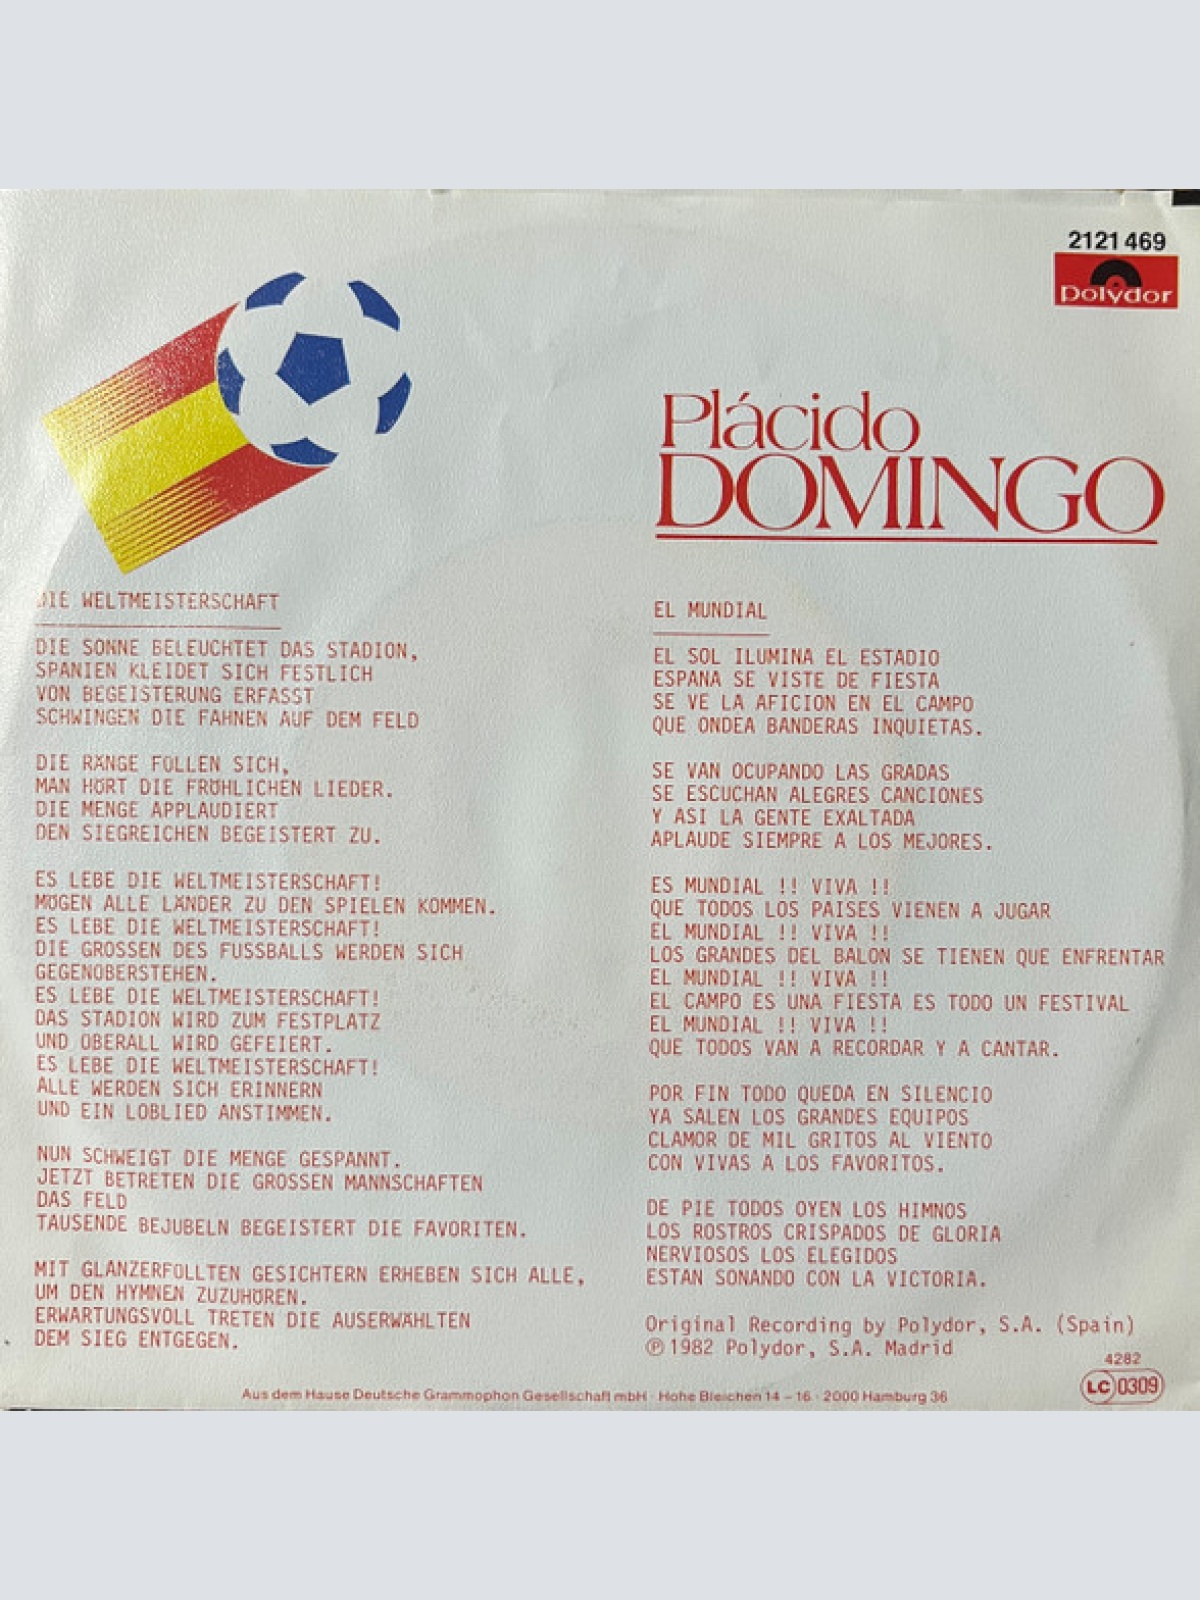 2121 469
Polydor
Plácido
DOMINGO
DIE WELTMEISTERSCHAFT
DIE SONNE BELEUCHTET DAS STADION,
SPANIEN KLEIDET SICH FESTLICH
VON BEGEISTERUNG ERFASST
SCHWINGEN DIE FAHNEN AUF DEM FELD
DIE RÄNGE FOLLEN SICH,
MAN HÖRT DIE FRÖHLICHEN LIEDER.
DIE MENGE APPLAUDIERT
DEN SIEGREICHEN BEGEISTERT ZU.
ES LEBE DIE WELTMEISTERSCHAFT!
MÖGEN ALLE LÄNDER ZU DEN SPIELEN KOMMEN.
ES LEBE DIE WELTMEISTERSCHAFT!
DIE GROSSEN DES FUSSBALLS WERDEN SICH
GEGENOBERSTEHEN.
ES LEBE DIE WELTMEISTERSCHAFT!
DAS STADION WIRD ZUM FESTPLATZ
UND OBERALL WIRD GEFEIERT.
ES LEBE DIE WELTMEISTERSCHAFT!
ALLE WERDEN SICH ERINNERN
UND EIN LOBLIED ANSTIMMEN.
NUN SCHWEIGT DIE MENGE GESPANNT.
JETZT BETRETEN DIE GROSSEN MANNSCHAFTEN
DAS FELD
TAUSENDE BEJUBELN BEGEISTERT DIE FAVORITEN.
MIT GLANZERFOLLTEN GESICHTERN ERHEBEN SICH ALLE,
UM DEN HYMNEN ZUZUHÖREN.
ERWARTUNGSVOLL TRETEN DIE AUSERWÄHLTEN
DEM SIEG ENTGEGEN.
EL MUNDIAL
EL SOL ILUMINA EL ESTADIO
ESPANA SE VISTE DE FIESTA
SE VE LA AFICION EN EL CAMPO
QUE ONDEA BANDERAS INQUIETAS.
SE VAN OCUPANDO LAS GRADAS
SE ESCUCHAN ALEGRES CANCIONES
Y ASI LA GENTE EXALTADA
APLAUDE SIEMPRE A LOS MEJORES.
ES MUNDIAL !! VIVA !!
QUE TODOS LOS PAISES VIENEN A JUGAR
EL MUNDIAL !! VIVA !!
LOS GRANDES DEL BALON SE TIENEN QUE ENFRENTAR
EL MUNDIAL !! VIVA !!
EL CAMPO ES UNA FIESTA ES TODO UN FESTIVAL
EL MUNDIAL !! VIVA !!
QUE TODOS VAN A RECORDAR Y A CANTAR.
POR FIN TODO QUEDA EN SILENCIO
YA SALEN LOS GRANDES EQUIPOS
CLAMOR DE MIL GRITOS AL VIENTO
CON VIVAS A LOS FAVORITOS.
DE PIE TODOS OYEN LOS HIMNOS
LOS ROSTROS CRISPADOS DE GLORIA
NERVIOSOS LOS ELEGIDOS
ESTAN SONANDO CON LA VICTORIA.
Original Recording by Polydor, S.A. (Spain)
℗ 1982 Polydor, S.A. Madrid
4282
LC 0309
Aus dem Hause Deutsche Grammophon Gesellschaft mbH · Hohe Bleichen 14 – 16 · 2000 Hamburg 36